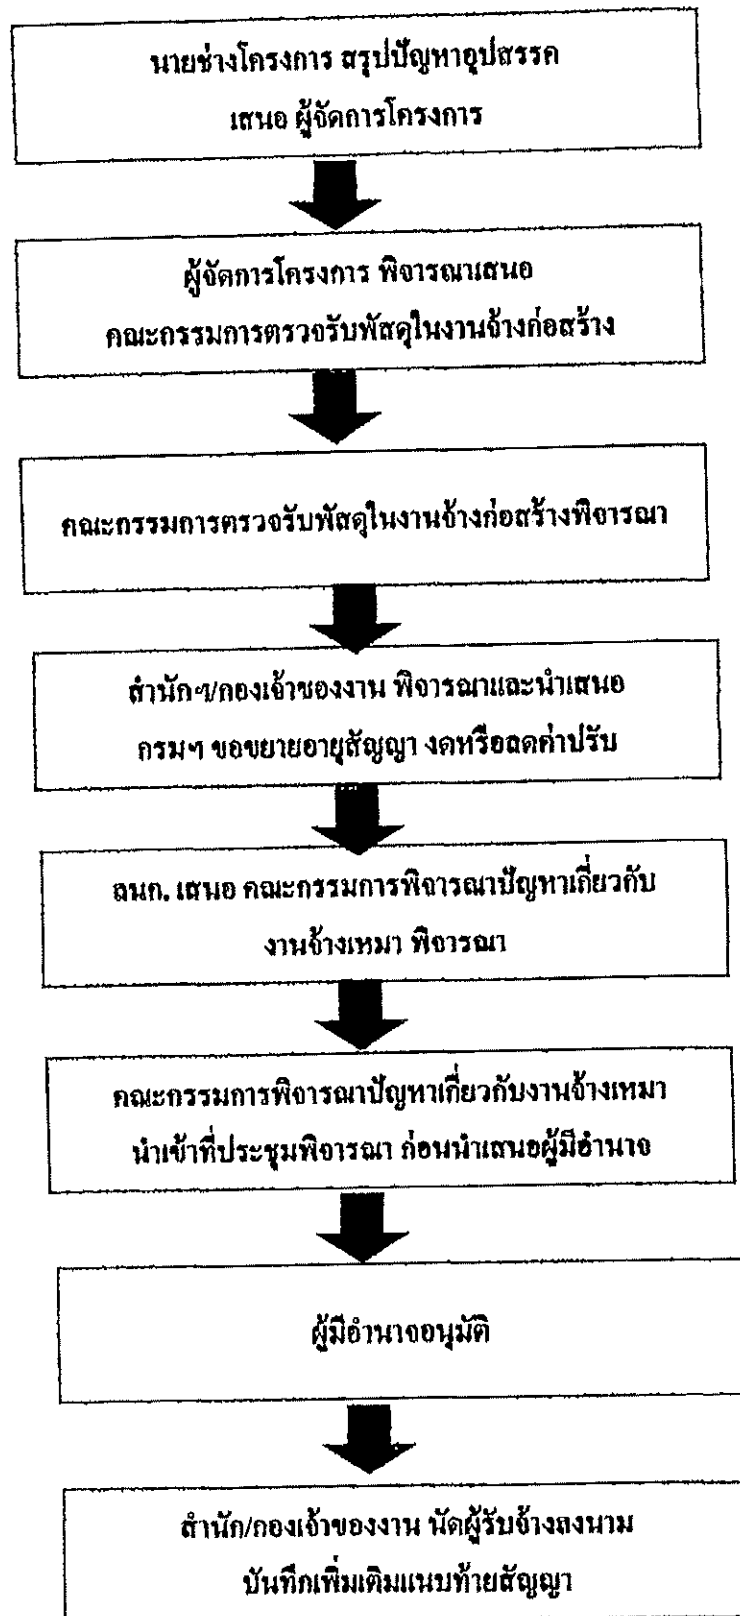 นายช่างโครงการ สรุปปัญหาอุปสรรค
เสนอ ผู้จัดการโครงการ
ผู้จัดการโครงการ พิจารณาเสนอ
คณะกรรมการตรวจรับพัสดุในงานจ้างก่อสร้าง
คณะกรรมการตรวจรับพัสดุในงานจ้างก่อสร้างพิจารณา
สำนักฯ/กองเจ้าของงาน พิจารณาและนำเสนอ
กรมฯ ขอขยายอายุสัญญา งดหรือลดค่าปรับ
ลนก. เสนอ คณะกรรมการพิจารณาปัญหาเกี่ยวกับ
งานจ้างเหมา พิจารณา
คณะกรรมการพิจารณาปัญหาเกี่ยวกับงานจ้างเหมา
นำเข้าที่ประชุมพิจารณา ก่อนนำเสนอผู้มีอำนาจ
ผู้มีอำนาจอนุมัติ
สำนัก/กองเจ้าของงาน นัดผู้รับจ้างลงนาม
บันทึกเพิ่มเติมแนบท้ายสัญญา